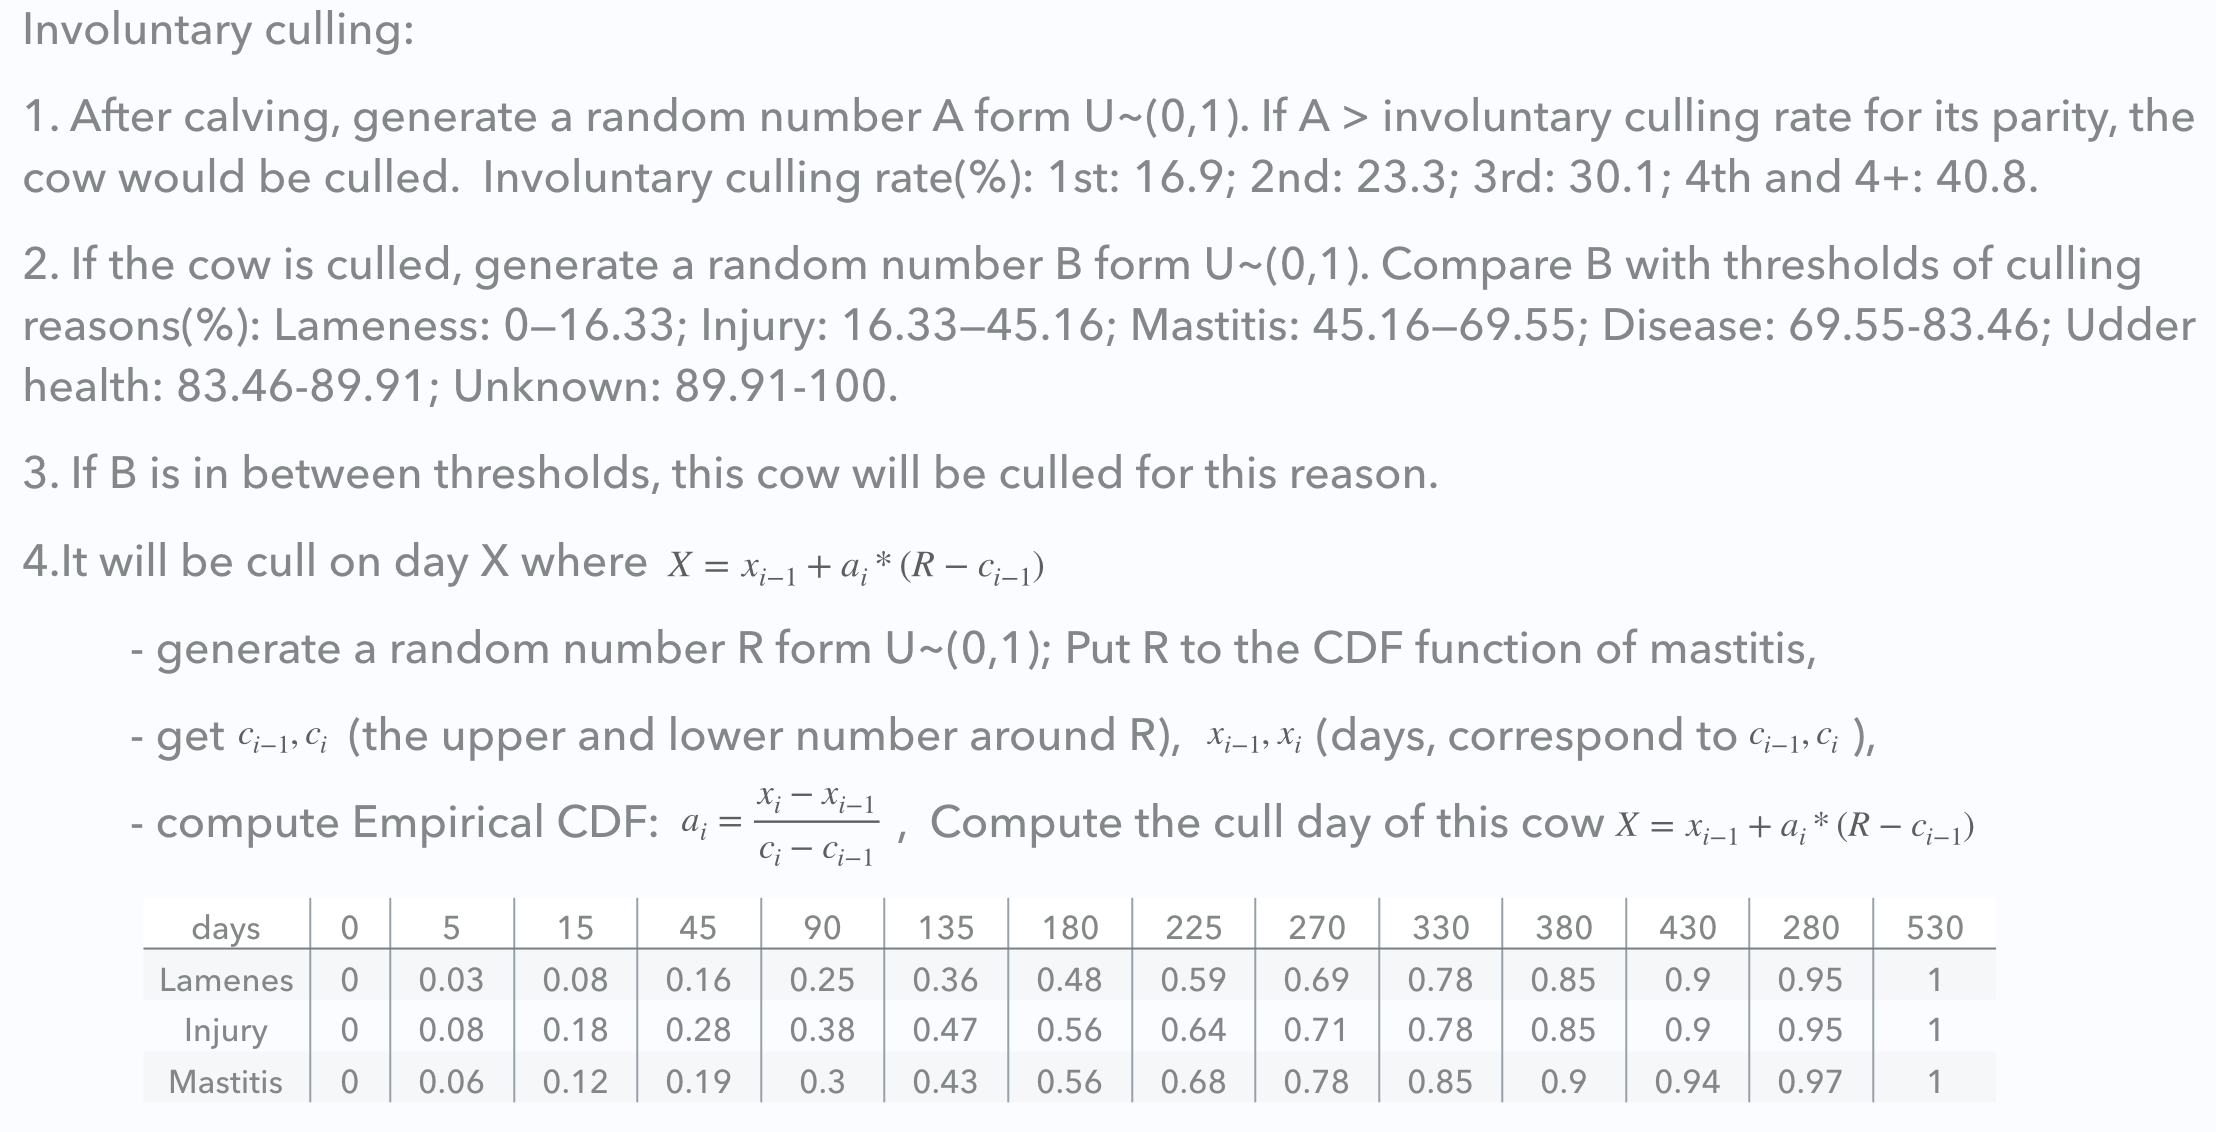 Involuntary culling:
1. After calving, generate a random number A form U~(0,1). If A > involuntary culling rate for its parity, the
cow would be culled.  Involuntary culling rate(%): 1st: 16.9; 2nd: 23.3; 3rd: 30.1; 4th and 4+: 40.8.
2. If the cow is culled, generate a random number B form U~(0,1). Compare B with thresholds of culling
reasons(%): Lameness: 0–16.33; Injury: 16.33–45.16; Mastitis: 45.16–69.55; Disease: 69.55-83.46; Udder
health: 83.46-89.91; Unknown: 89.91-100.
3. If B is in between thresholds, this cow will be culled for this reason.
4.It will be cull on day X where X = x_{i−1} + a_i * (R − c_{i−1})
- generate a random number R form U~(0,1); Put R to the CDF function of mastitis,
- get c_{i−1}, c_i (the upper and lower number around R), x_{i−1}, x_i (days, correspond to c_{i−1}, c_i ),
- compute Empirical CDF: a_i = \frac{x_i − x_{i−1}}{c_i − c_{i−1}} , Compute the cull day of this cow X = x_{i−1} + a_i * (R − c_{i−1})
days 0 5 15 45 90 135 180 225 270 330 380 430 280 530
Lamenes 0 0.03 0.08 0.16 0.25 0.36 0.48 0.59 0.69 0.78 0.85 0.9 0.95 1
Injury 0 0.08 0.18 0.28 0.38 0.47 0.56 0.64 0.71 0.78 0.85 0.9 0.95 1
Mastitis 0 0.06 0.12 0.19 0.3 0.43 0.56 0.68 0.78 0.85 0.9 0.94 0.97 1